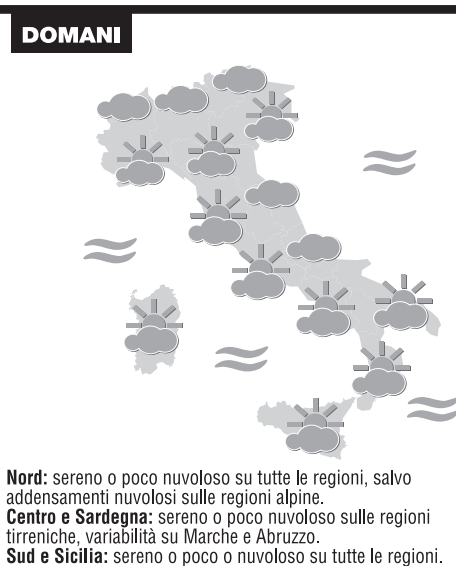 DOMANI
Nord: sereno o poco nuvoloso su tutte le regioni, salvo
addensamenti nuvolosi sulle regioni alpine.
Centro e Sardegna: sereno o poco nuvoloso sulle regioni
tirreniche, variabilità su Marche e Abruzzo.
Sud e Sicilia: sereno o poco o nuvoloso su tutte le regioni.